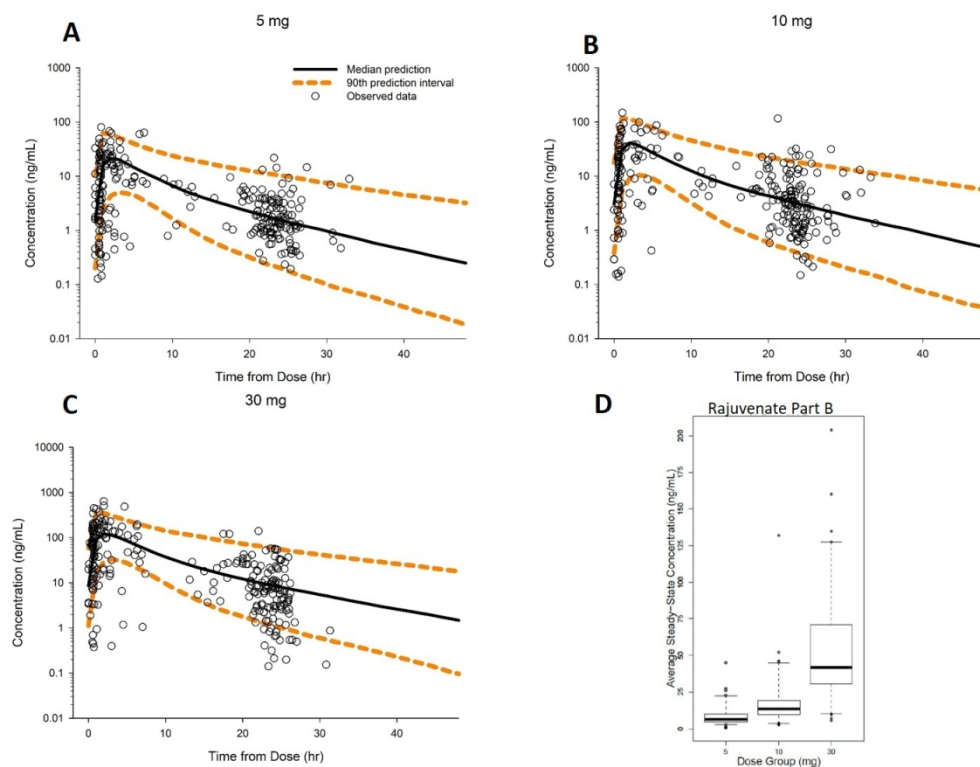 A
5 mg
1000
100
10
1
0.1
0.01
Concentration (ng/mL)
0
10
20
30
40
Time from Dose (hr)
Median prediction
90th prediction interval
Observed data
B
10 mg
1000
100
10
1
0.1
0.01
Concentration (ng/mL)
0
10
20
30
40
Time from Dose (hr)
C
30 mg
10000
1000
100
10
1
0.1
0.01
Concentration (ng/mL)
0
10
20
30
40
Time from Dose (hr)
D
Rajuvenate Part B
200
175
150
125
100
75
50
25
0
Average Steady-State Concentration (ng/mL)
5
10
30
Dose Group (mg)